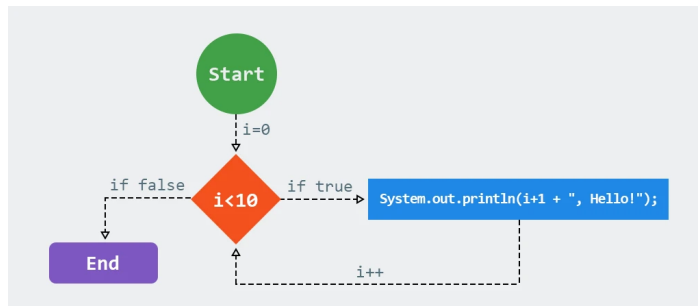 Start
i=0
if false
i<10
if true
System.out.println(i+1 + ", Hello!");
End
i++